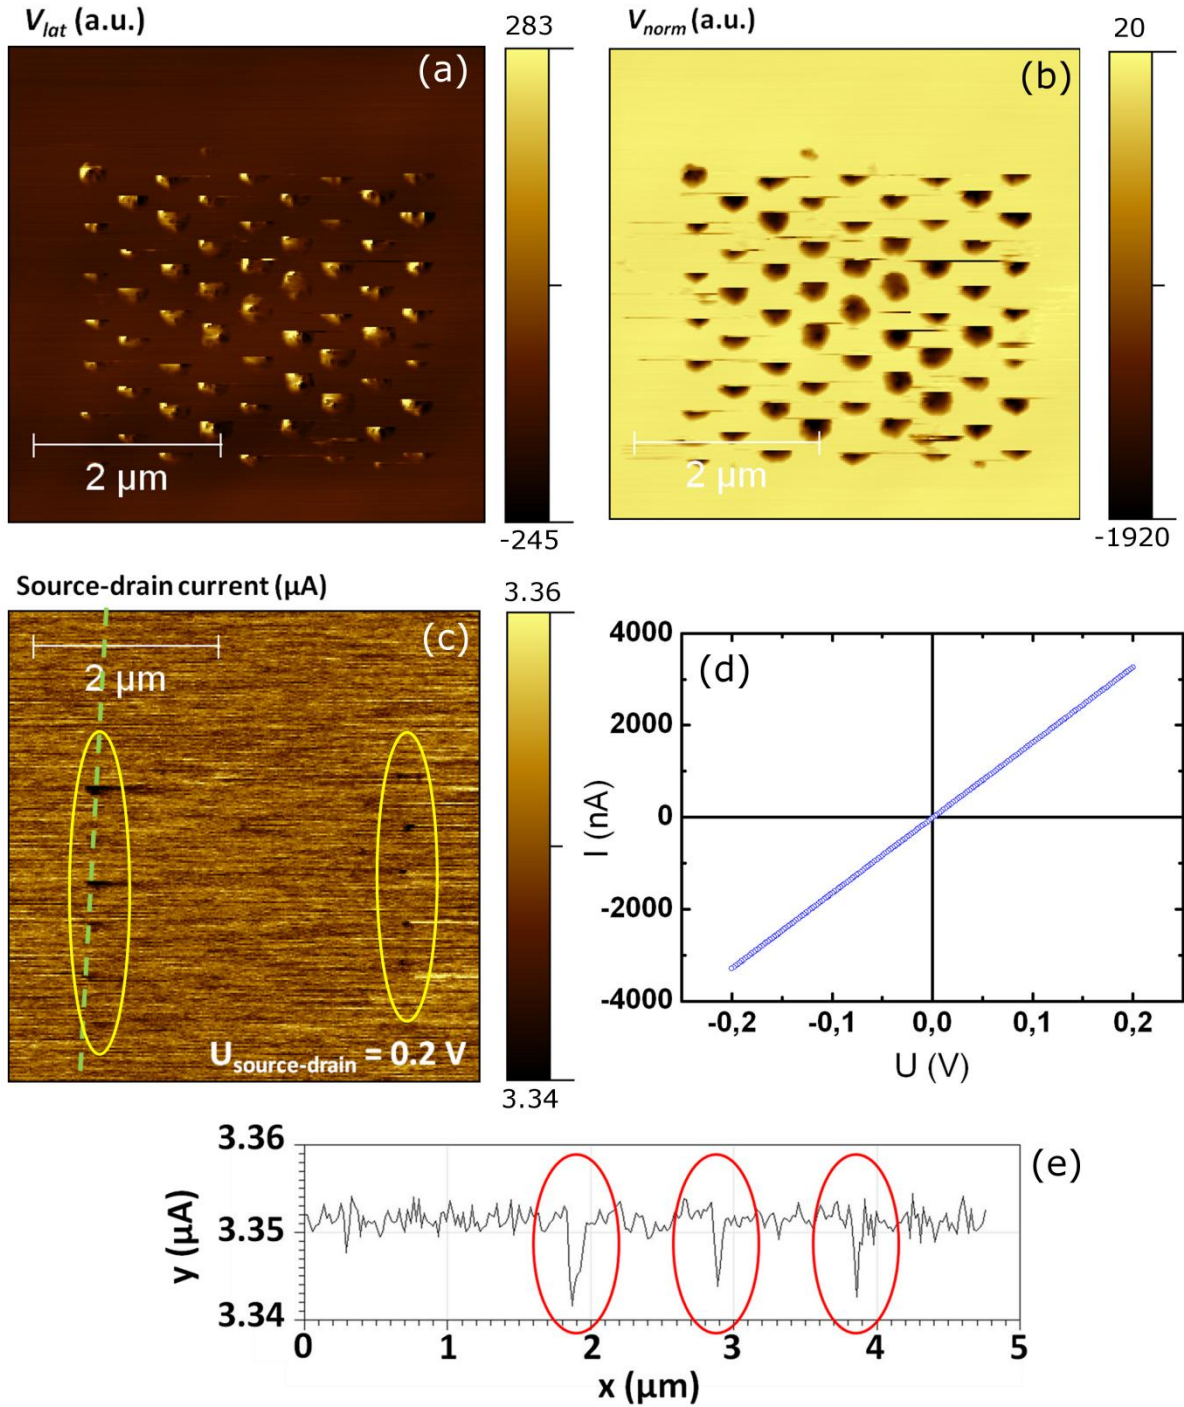 V_lat (a.u.)
283
(a)
2 μm
-245
V_norm (a.u.)
20
(b)
2 μm
-1920
Source-drain current (μA)
3.36
(c)
2 μm
U_source-drain = 0.2 V
3.34
(d)
4000
2000
0
-2000
-4000
I (nA)
-0,2 -0,1 0,0 0,1 0,2
U (V)
(e)
3.36
3.35
3.34
y (μA)
0 1 2 3 4 5
x (μm)